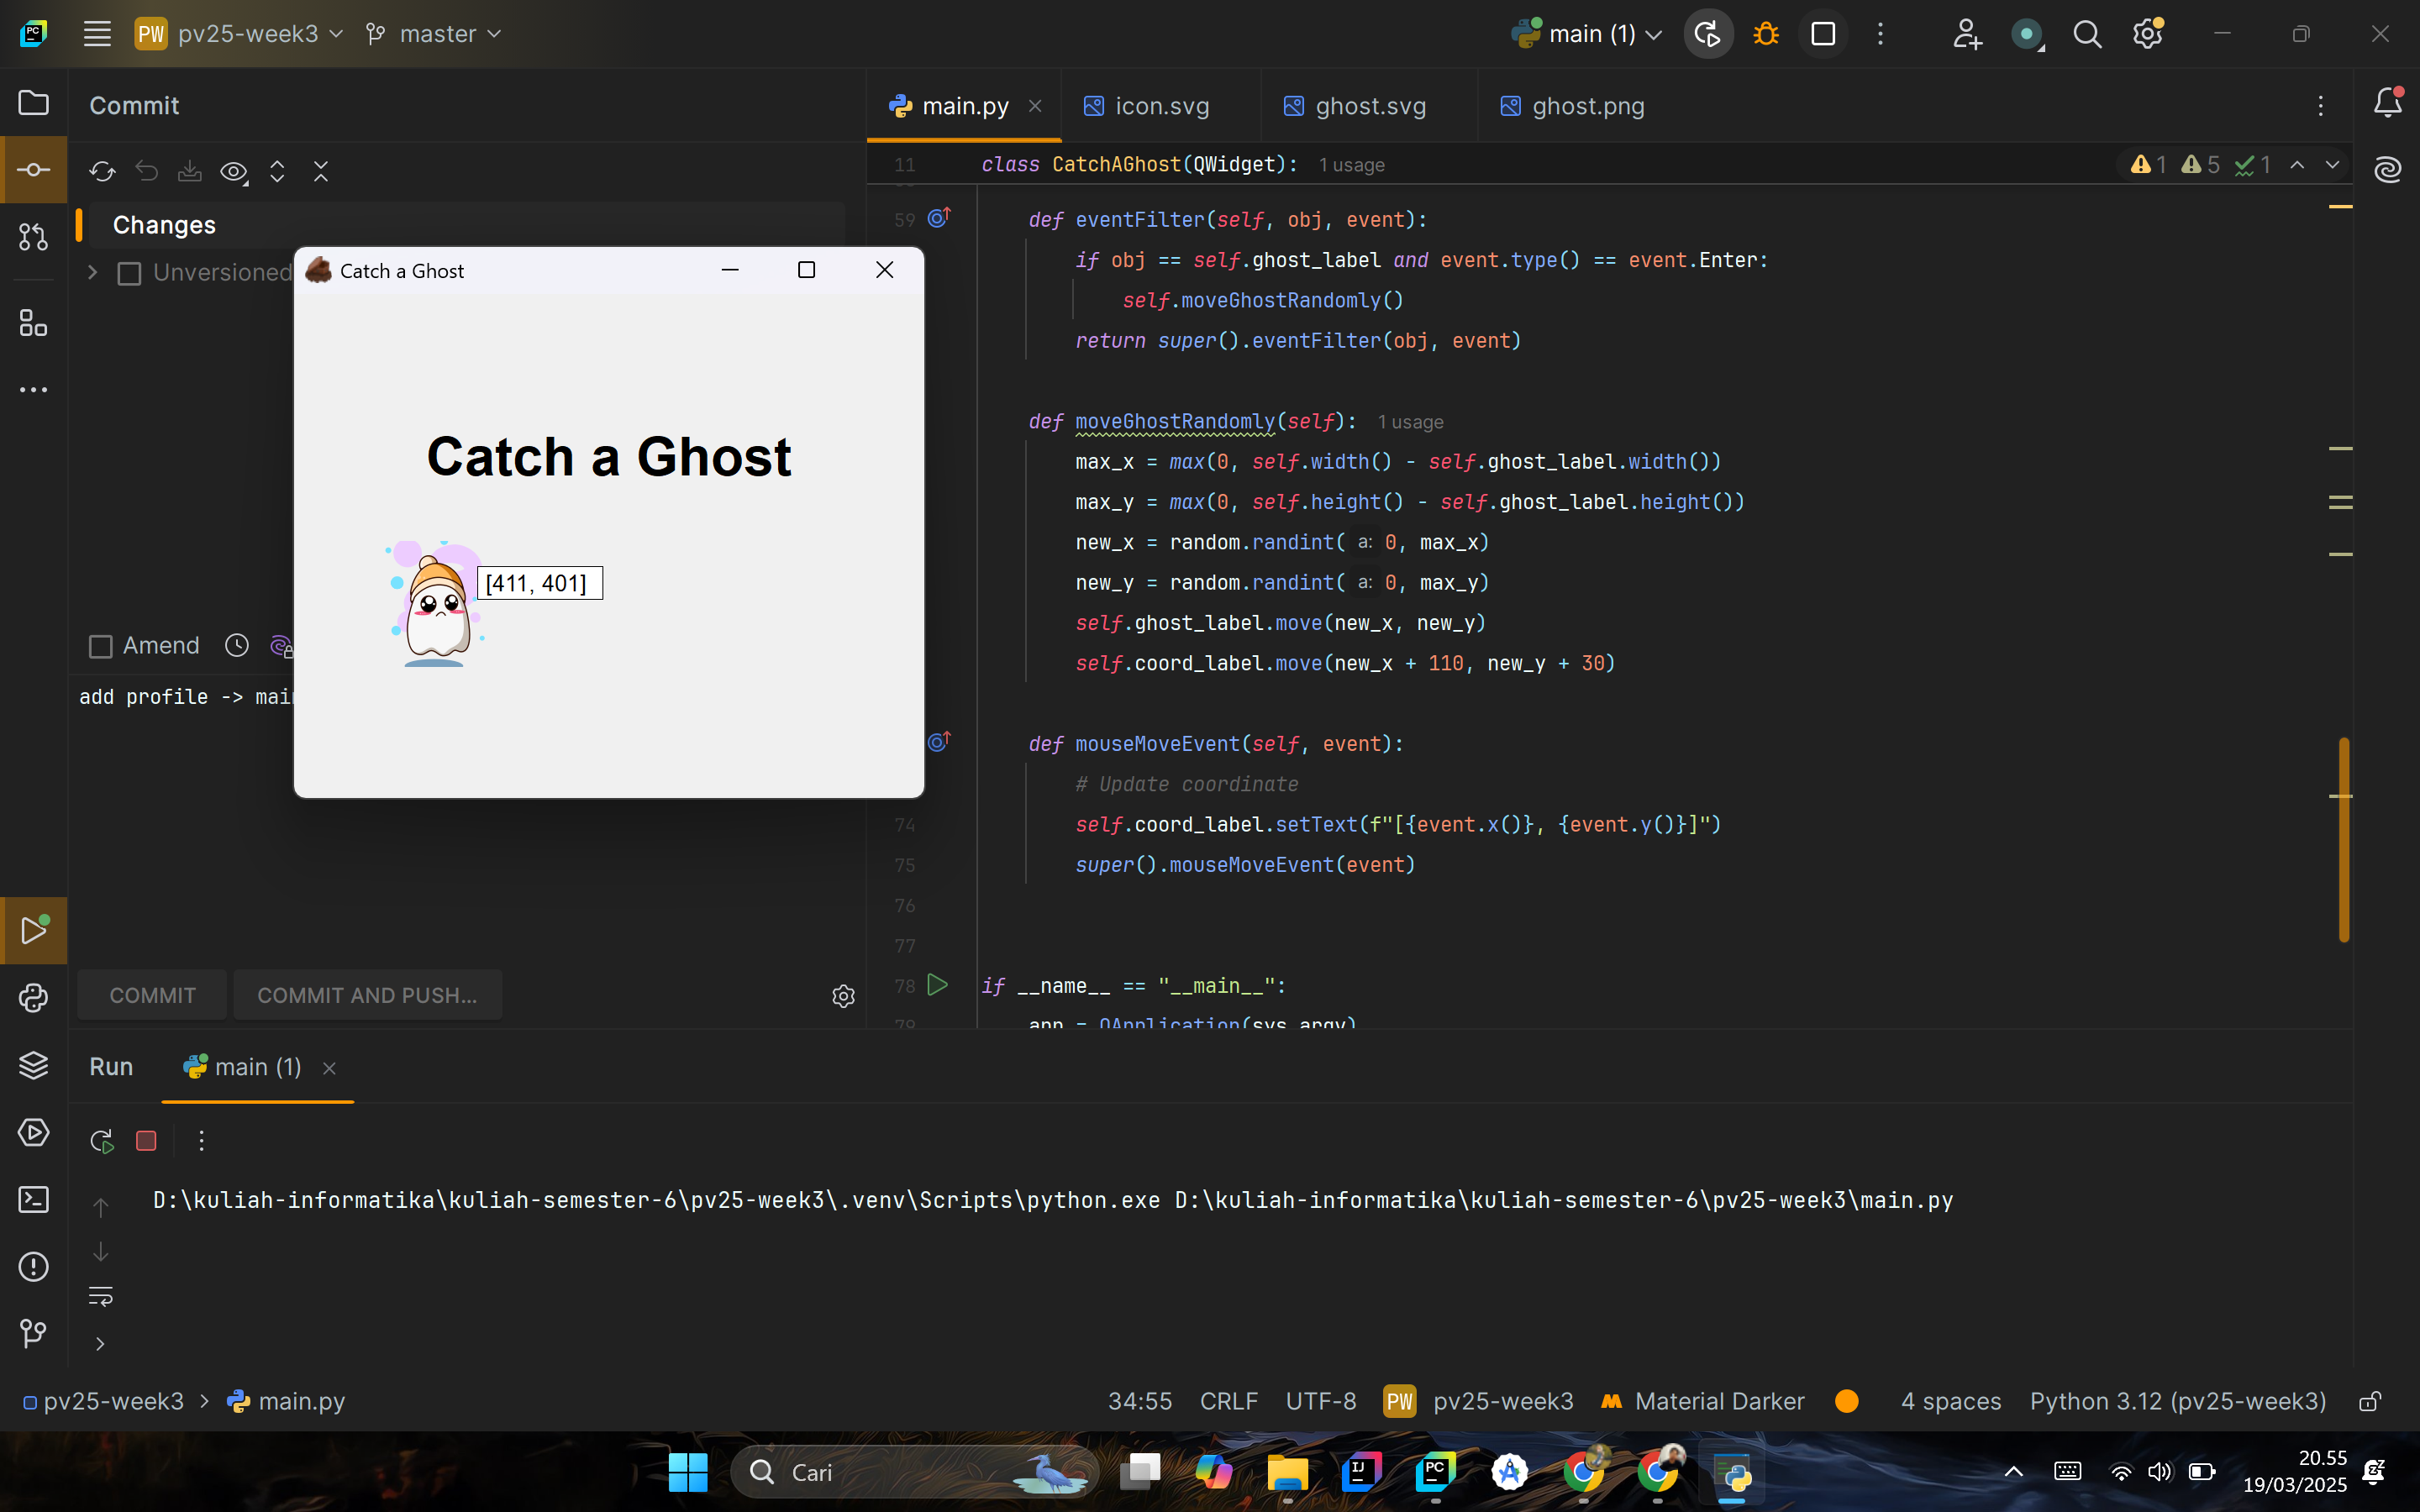 PC
PW pv25-week3
master
main (1)
Commit
Changes
Unversioned
Amend
add profile -> main
COMMIT
COMMIT AND PUSH...
Catch a Ghost
Catch a Ghost
[411, 401]
main.py
icon.svg
ghost.svg
ghost.png
11 class CatchAGhost(QWidget): 1 usage
1 5 1
59 def eventFilter(self, obj, event):
if obj == self.ghost_label and event.type() == event.Enter:
self.moveGhostRandomly()
return super().eventFilter(obj, event)
def moveGhostRandomly(self): 1 usage
max_x = max(0, self.width() - self.ghost_label.width())
max_y = max(0, self.height() - self.ghost_label.height())
new_x = random.randint( a: 0, max_x)
new_y = random.randint( a: 0, max_y)
self.ghost_label.move(new_x, new_y)
self.coord_label.move(new_x + 110, new_y + 30)
def mouseMoveEvent(self, event):
# Update coordinate
74 self.coord_label.setText(f"[{event.x()}, {event.y()}]")
75 super().mouseMoveEvent(event)
76
77
78 if __name__ == "__main__":
79 app = QApplication(sys.argv)
Run
main (1)
D:\kuliah-informatika\kuliah-semester-6\pv25-week3\.venv\Scripts\python.exe D:\kuliah-informatika\kuliah-semester-6\pv25-week3\main.py
pv25-week3 > main.py
34:55 CRLF UTF-8 PW pv25-week3 Material Darker 4 spaces Python 3.12 (pv25-week3)
Cari
IJ
PC
20.55
19/03/2025